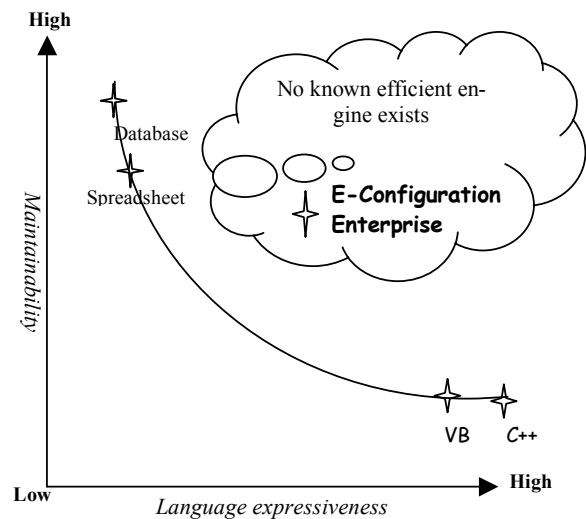 High
No known efficient en-
gine exists
Database
Spreadsheet
E-Configuration
Enterprise
Maintainability
VB
C++
Low
High
Language expressiveness